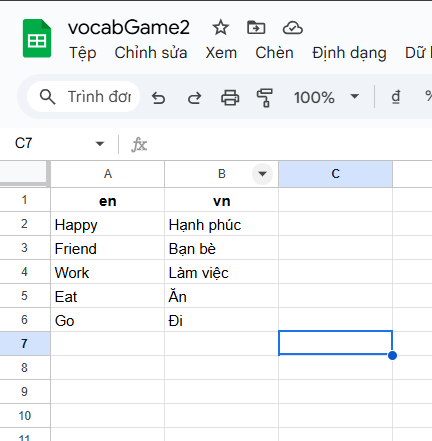 vocabGame2
Tệp Chỉnh sửa Xem Chèn Định dạng Dữ
Trình đơn 100% đ %
C7 fx
A B C
1 en vn
2 Happy Hạnh phúc
3 Friend Bạn bè
4 Work Làm việc
5 Eat Ăn
6 Go Đi
7
8
9
10
11